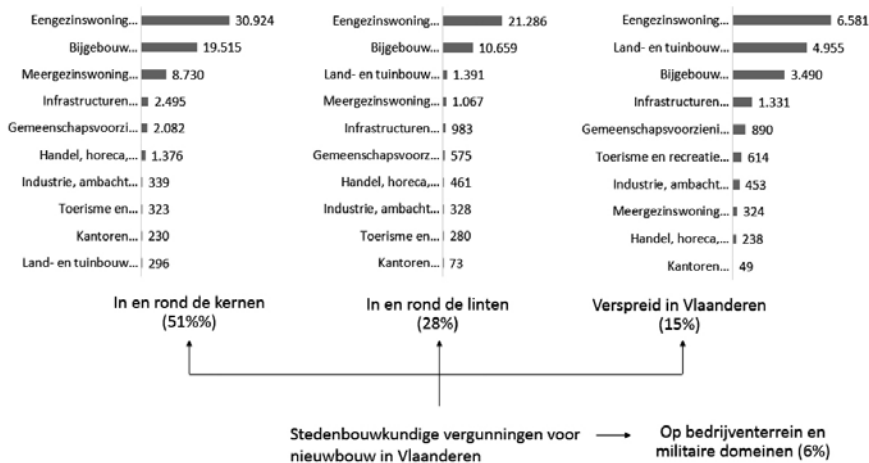 Eengezinswoning... 30.924
Bijgebouw... 19.515
Meergezinswoning... 8.730
Infrastructuren... 2.495
Gemeenschapsvoorzi... 2.082
Handel, horeca,... 1.376
Industrie, ambacht... 339
Toerisme en... 323
Kantoren... 230
Land- en tuinbouw... 296
In en rond de kernen
(51%%)
Eengezinswoning... 21.286
Bijgebouw... 10.659
Land- en tuinbouw... 1.391
Meergezinswoning... 1.067
Infrastructuren... 983
Gemeenschapsvoorz... 575
Handel, horeca,... 461
Industrie, ambacht... 328
Toerisme en... 280
Kantoren... 73
In en rond de linten
(28%)
Eengezinswoning... 6.581
Land- en tuinbouw... 4.955
Bijgebouw... 3.490
Infrastructuren... 1.331
Gemeenschapsvoorzieni... 890
Toerisme en recreatie... 614
Industrie, ambacht... 453
Meergezinswoning... 324
Handel, horeca,... 238
Kantoren... 49
Verspreid in Vlaanderen
(15%)
Stedenbouwkundige vergunningen voor
nieuwbouw in Vlaanderen
Op bedrijventerrein en
militaire domeinen (6%)